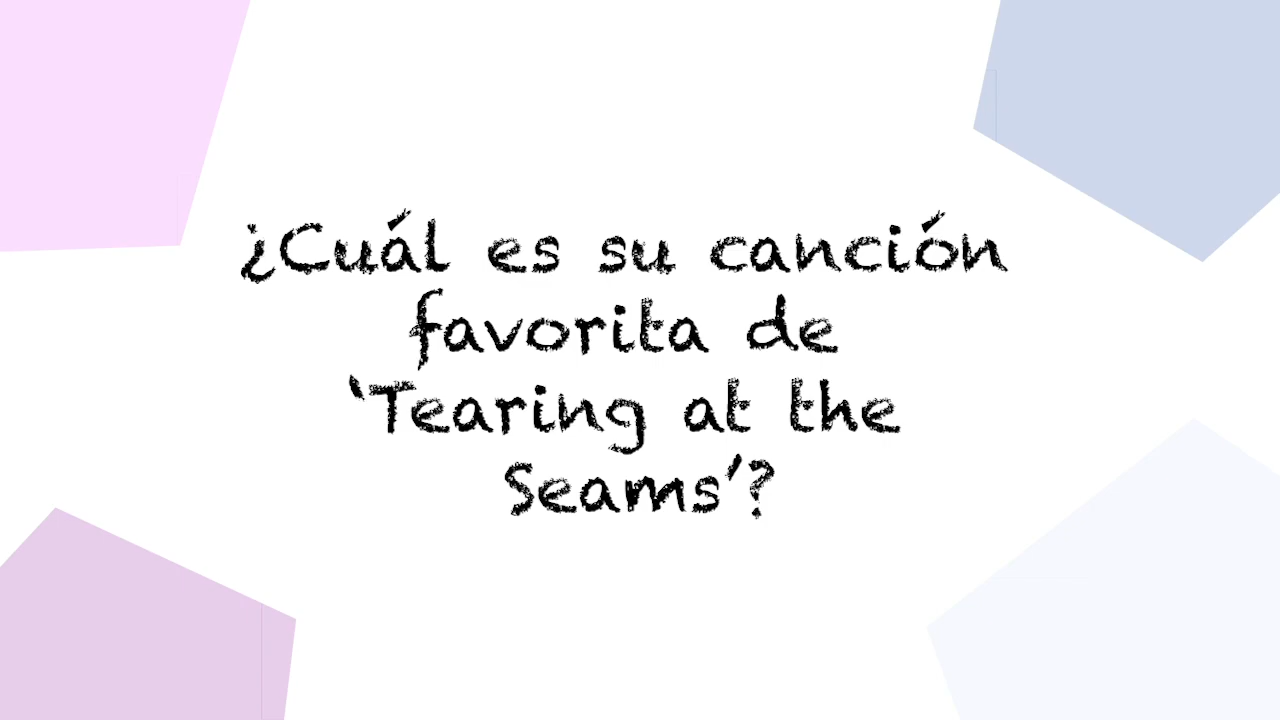 ¿Cuál es su canción
favorita de
‘Tearing at the
Seams’?